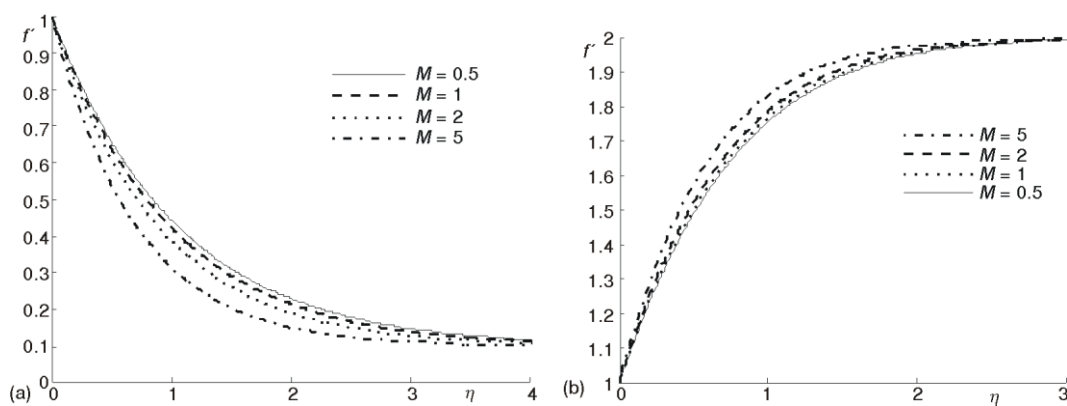 1
f′
0.9
0.8
0.7
0.6
0.5
0.4
0.3
0.2
0.1
0
M = 0.5
M = 1
M = 2
M = 5
(a)
0
1
2
3
4
η
2
f′
1.9
1.8
1.7
1.6
1.5
1.4
1.3
1.2
1.1
1
M = 5
M = 2
M = 1
M = 0.5
(b)
0
1
2
η
3